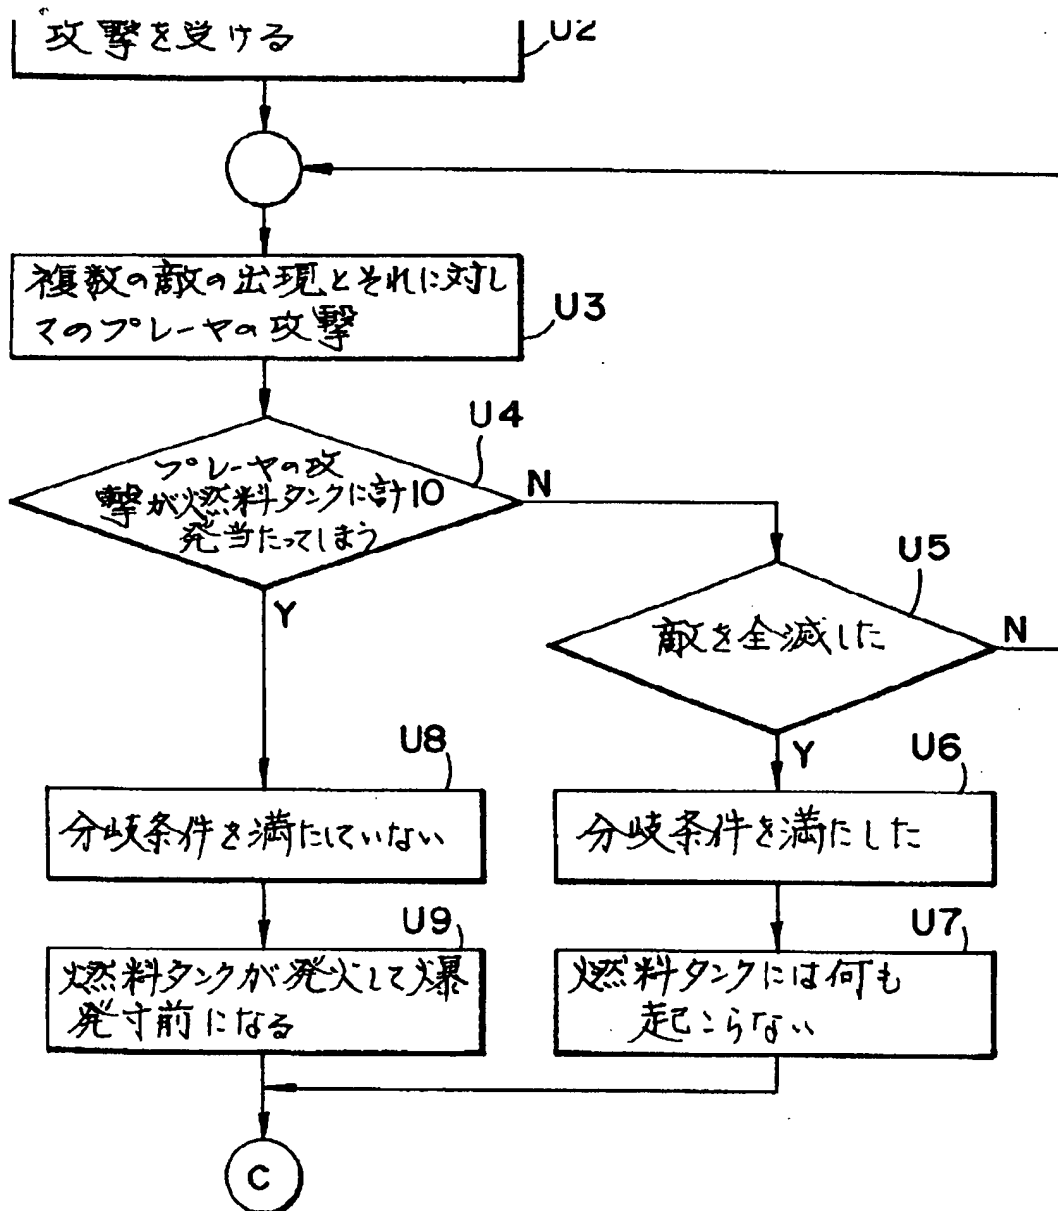 攻撃を受ける
U2
複数の敵の出現とそれに対し
てのプレーヤの攻撃
U3
U4
プレーヤの攻
撃が燃料タンクに計10
発当たってしまう
N
Y
U5
敵を全滅した
N
Y
U8
分岐条件を満たしていない
U6
分岐条件を満たした
U9
燃料タンクが発火して爆
発寸前になる
U7
燃料タンクには何も
起こらない
C